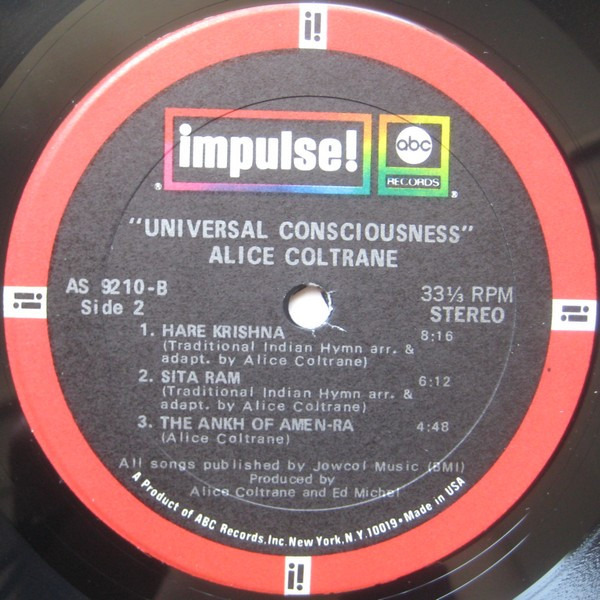 i!
impulse!
abc
RECORDS
® ®
"UNIVERSAL CONSCIOUSNESS"
ALICE COLTRANE
AS 9210-B
Side 2
33⅓ RPM
STEREO
i!
i!
1. HARE KRISHNA 8:16
(Traditional Indian Hymn arr. &
adapt. by Alice Coltrane)
2. SITA RAM 6:12
(Traditional Indian Hymn arr. &
adapt. by Alice Coltrane)
3. THE ANKH OF AMEN-RA 4:48
(Alice Coltrane)
All songs published by Jowcol Music (BMI)
Produced by
Alice Coltrane and Ed Michel
A Product of ABC Records, Inc. New York, N.Y. 10019 • Made in USA
i!